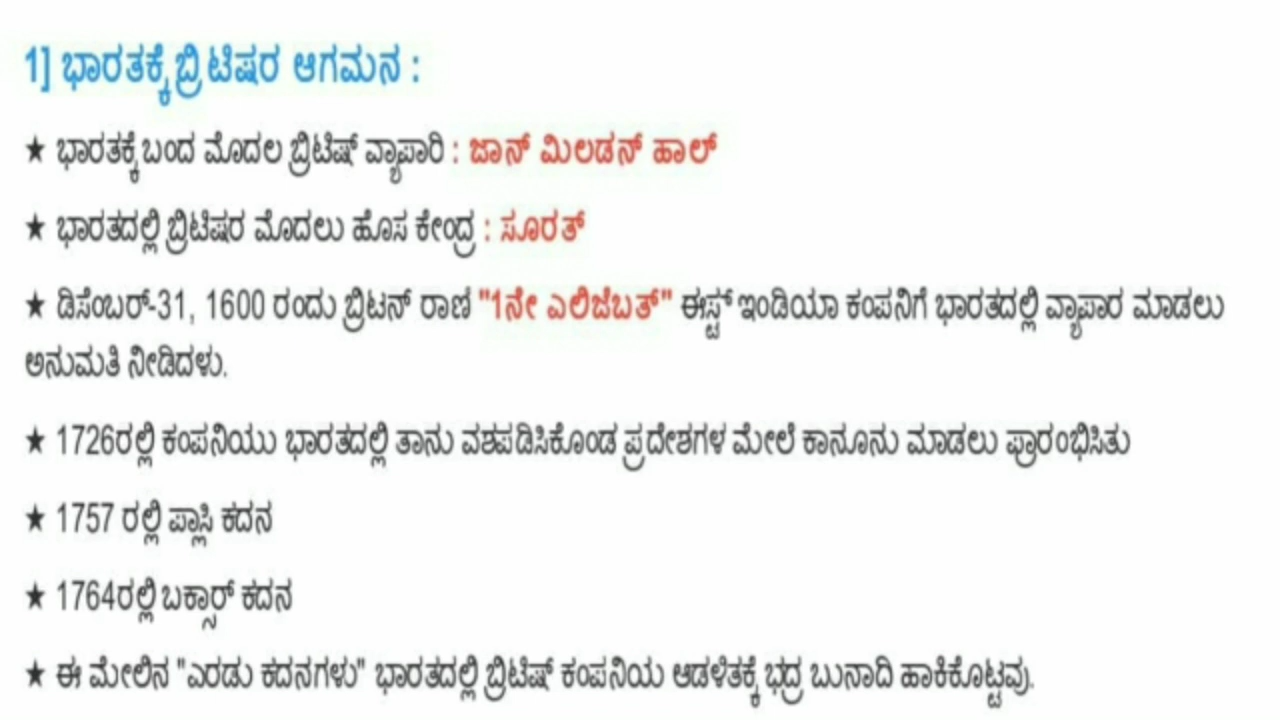 1] ಭಾರತಕ್ಕೆ ಬ್ರಿಟಿಷರ ಆಗಮನ :
★ ಭಾರತಕ್ಕೆ ಬಂದ ಮೊದಲ ಬ್ರಿಟಿಷ್ ವ್ಯಾಪಾರಿ : ಜಾನ್ ಮಿಲಡನ್ ಹಾಲ್
★ ಭಾರತದಲ್ಲಿ ಬ್ರಿಟಿಷರ ಮೊದಲು ಹೊಸ ಕೇಂದ್ರ : ಸೂರತ್
★ ಡಿಸೆಂಬರ್-31, 1600 ರಂದು ಬ್ರಿಟನ್ ರಾಣಿ "1ನೇ ಎಲಿಜೆಬತ್" ಈಸ್ಟ್ ಇಂಡಿಯಾ ಕಂಪನಿಗೆ ಭಾರತದಲ್ಲಿ ವ್ಯಾಪಾರ ಮಾಡಲು
ಅನುಮತಿ ನೀಡಿದಳು.
★ 1726ರಲ್ಲಿ ಕಂಪನಿಯು ಭಾರತದಲ್ಲಿ ತಾನು ವಶಪಡಿಸಿಕೊಂಡ ಪ್ರದೇಶಗಳ ಮೇಲೆ ಕಾನೂನು ಮಾಡಲು ಪ್ರಾರಂಭಿಸಿತು
★ 1757 ರಲ್ಲಿ ಪ್ಲಾಸಿ ಕದನ
★ 1764ರಲ್ಲಿ ಬಕ್ಸಾರ್ ಕದನ
★ ಈ ಮೇಲಿನ "ಎರಡು ಕದನಗಳು" ಭಾರತದಲ್ಲಿ ಬ್ರಿಟಿಷ್ ಕಂಪನಿಯ ಆಡಳಿತಕ್ಕೆ ಭದ್ರ ಬುನಾದಿ ಹಾಕಿಕೊಟ್ಟವು.